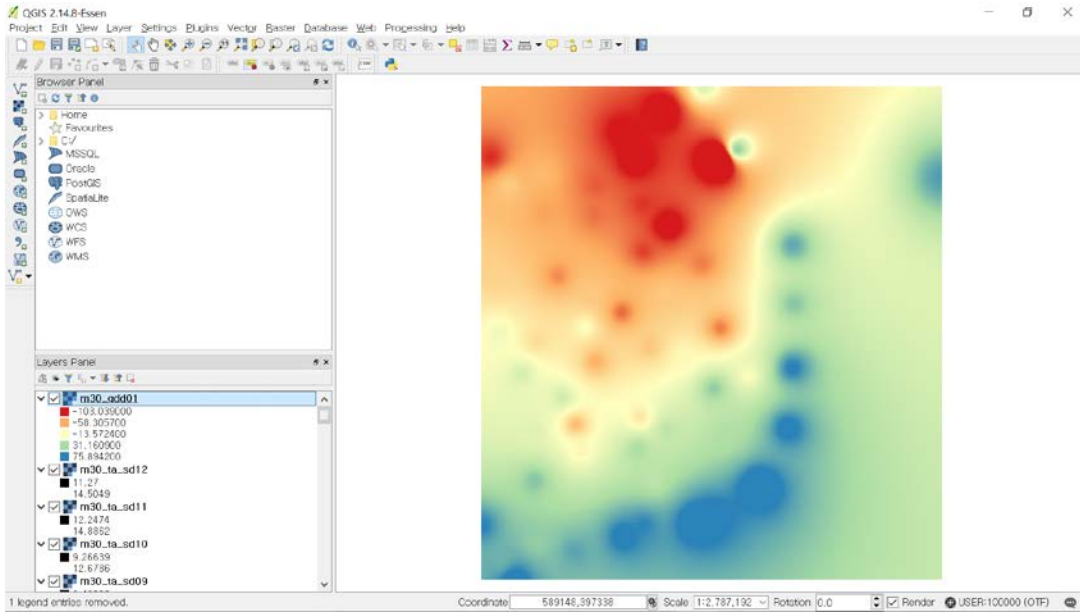 QGIS 2.14.8-Essen
Project Edit View Layer Settings Plugins Vector Raster Database Web Processing Help
Browser Panel
Home
Favourites
C:/
MSSQL
Oracle
PostGIS
SpatiaLite
OWS
WCS
WFS
WMS
Layers Panel
m30_gdd01
-103.039000
-58.305700
-13.572400
31.160900
75.894200
m30_ta_sd12
11.27
14.5049
m30_ta_sd11
12.2474
14.8862
m30_ta_sd10
9.26639
12.6786
m30_ta_sd09
1 legend entries removed.
Coordinate 589148,397338 Scale 1:2,787,192 Rotation 0.0 Render USER:100000 (OTF)